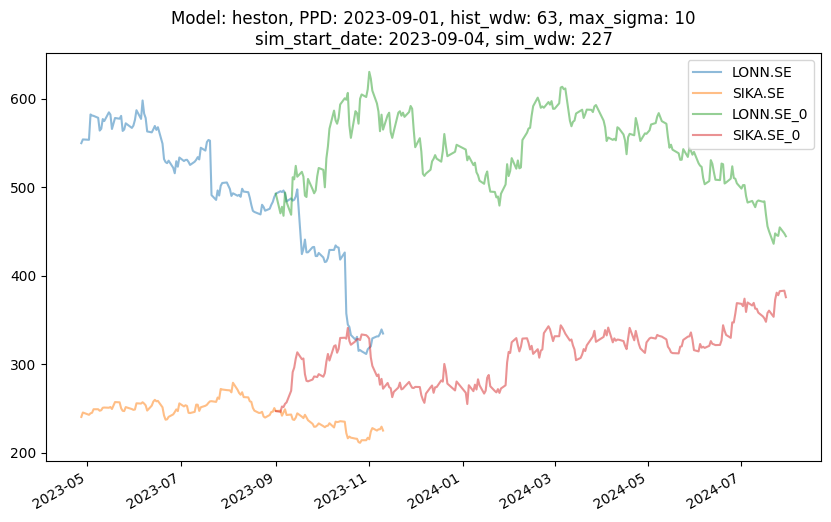 Model: heston, PPD: 2023-09-01, hist_wdw: 63, max_sigma: 10
sim_start_date: 2023-09-04, sim_wdw: 227
LONN.SE
SIKA.SE
LONN.SE_0
SIKA.SE_0
600
500
400
300
200
2023-05
2023-07
2023-09
2023-11
2024-01
2024-03
2024-05
2024-07